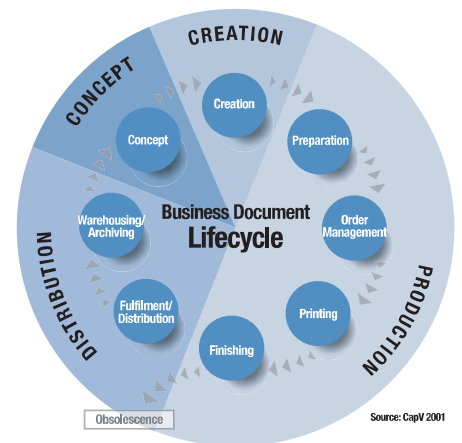 CREATION
CONCEPT
Creation
Concept
Preparation
Warehousing/
Archiving
Business Document
Lifecycle
Order
Management
DISTRIBUTION
PRODUCTION
Fulfilment/
Distribution
Printing
Finishing
Obsolescence
Source: CapV 2001